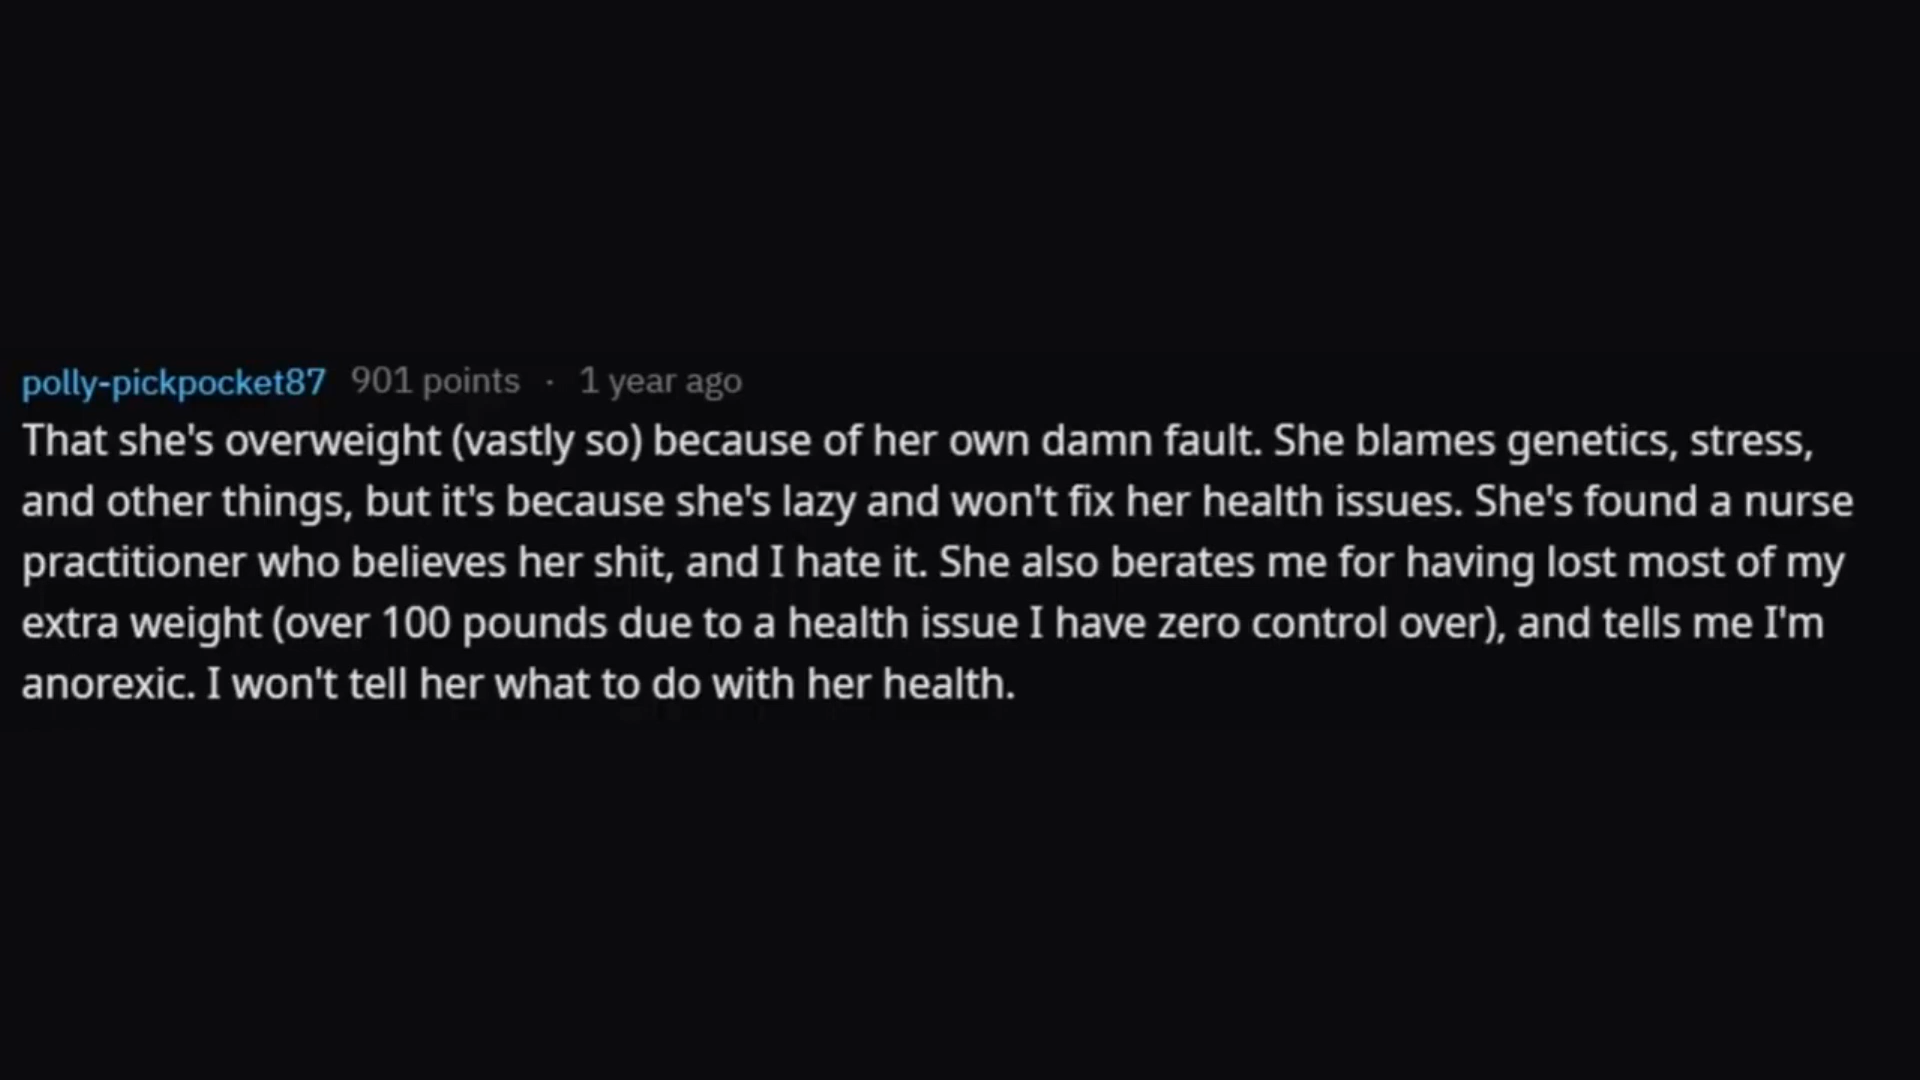 polly-pickpocket87 901 points · 1 year ago
That she's overweight (vastly so) because of her own damn fault. She blames genetics, stress,
and other things, but it's because she's lazy and won't fix her health issues. She's found a nurse
practitioner who believes her shit, and I hate it. She also berates me for having lost most of my
extra weight (over 100 pounds due to a health issue I have zero control over), and tells me I'm
anorexic. I won't tell her what to do with her health.